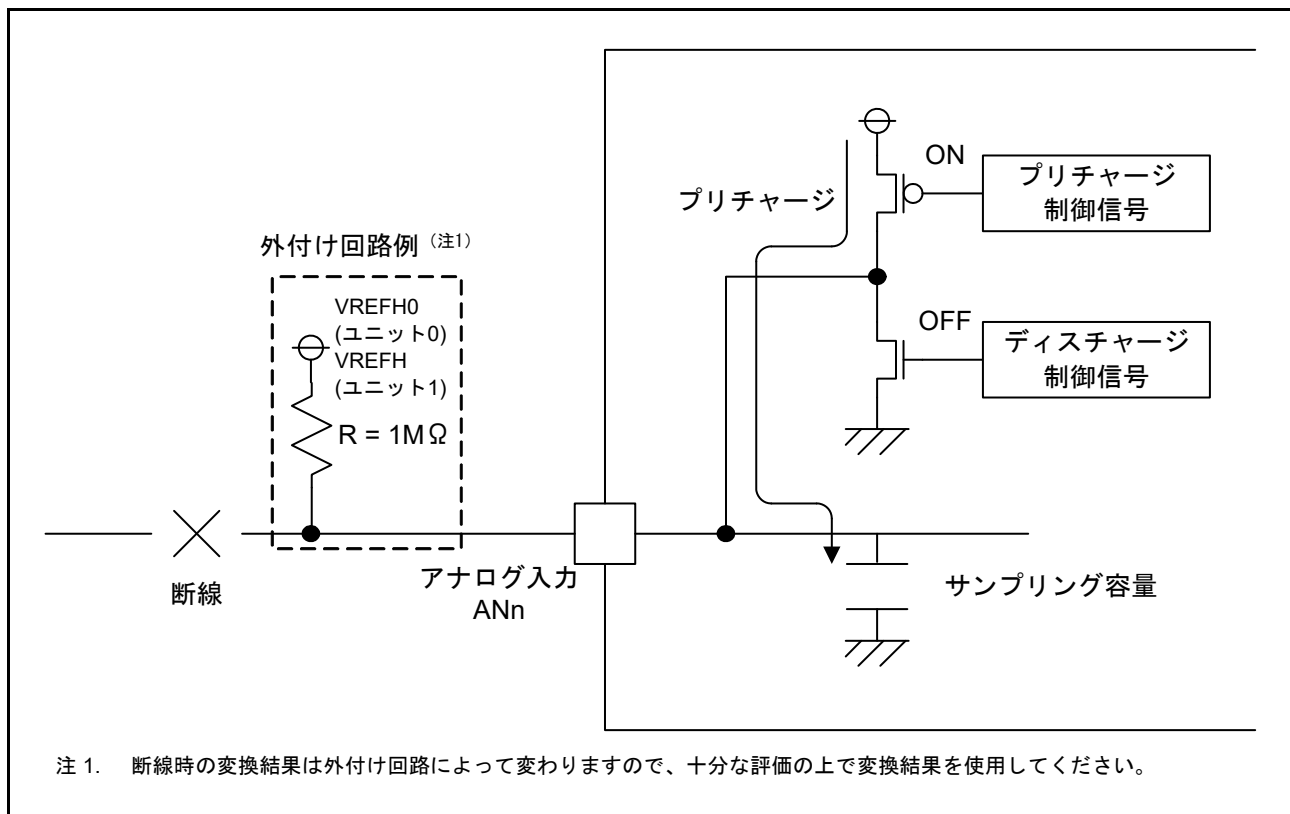 ON
プリチャージ
制御信号
プリチャージ
外付け回路例（注1）
VREFH0
(ユニット0)
VREFH
(ユニット1)
R = 1MΩ
OFF
ディスチャージ
制御信号
断線
アナログ入力
ANn
サンプリング容量
注 1. 断線時の変換結果は外付け回路によって変わりますので、十分な評価の上で変換結果を使用してください。